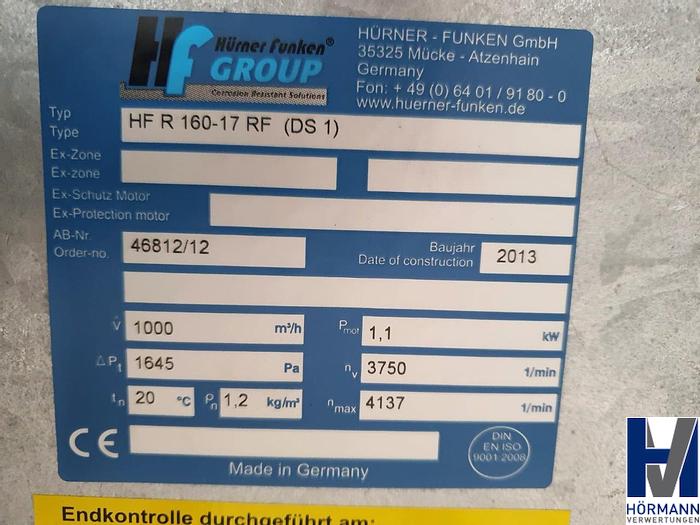 Hürner Funken®
GROUP
Corrosion Resistant Solutions
HÜRNER - FUNKEN GmbH
35325 Mücke - Atzenhain
Germany
Fon: + 49 (0) 64 01 / 91 80 - 0
www.huerner-funken.de
Typ
Type
HF R 160-17 RF (DS 1)
Ex-Zone
Ex-zone
Ex-Schutz Motor
Ex-Protection motor
AB-Nr.
Order-no.
46812/12
Baujahr
Date of construction
2013
V̇ 1000 m³/h
Pmot 1,1 kW
ΔPt 1645 Pa
nv 3750 1/min
tn 20 °C ρn 1,2 kg/m³
nmax 4137 1/min
CE
DIN
EN ISO
9001:2008
Made in Germany
Endkontrolle durchgeführt am:
HÖRMANN
VERWERTUNGEN